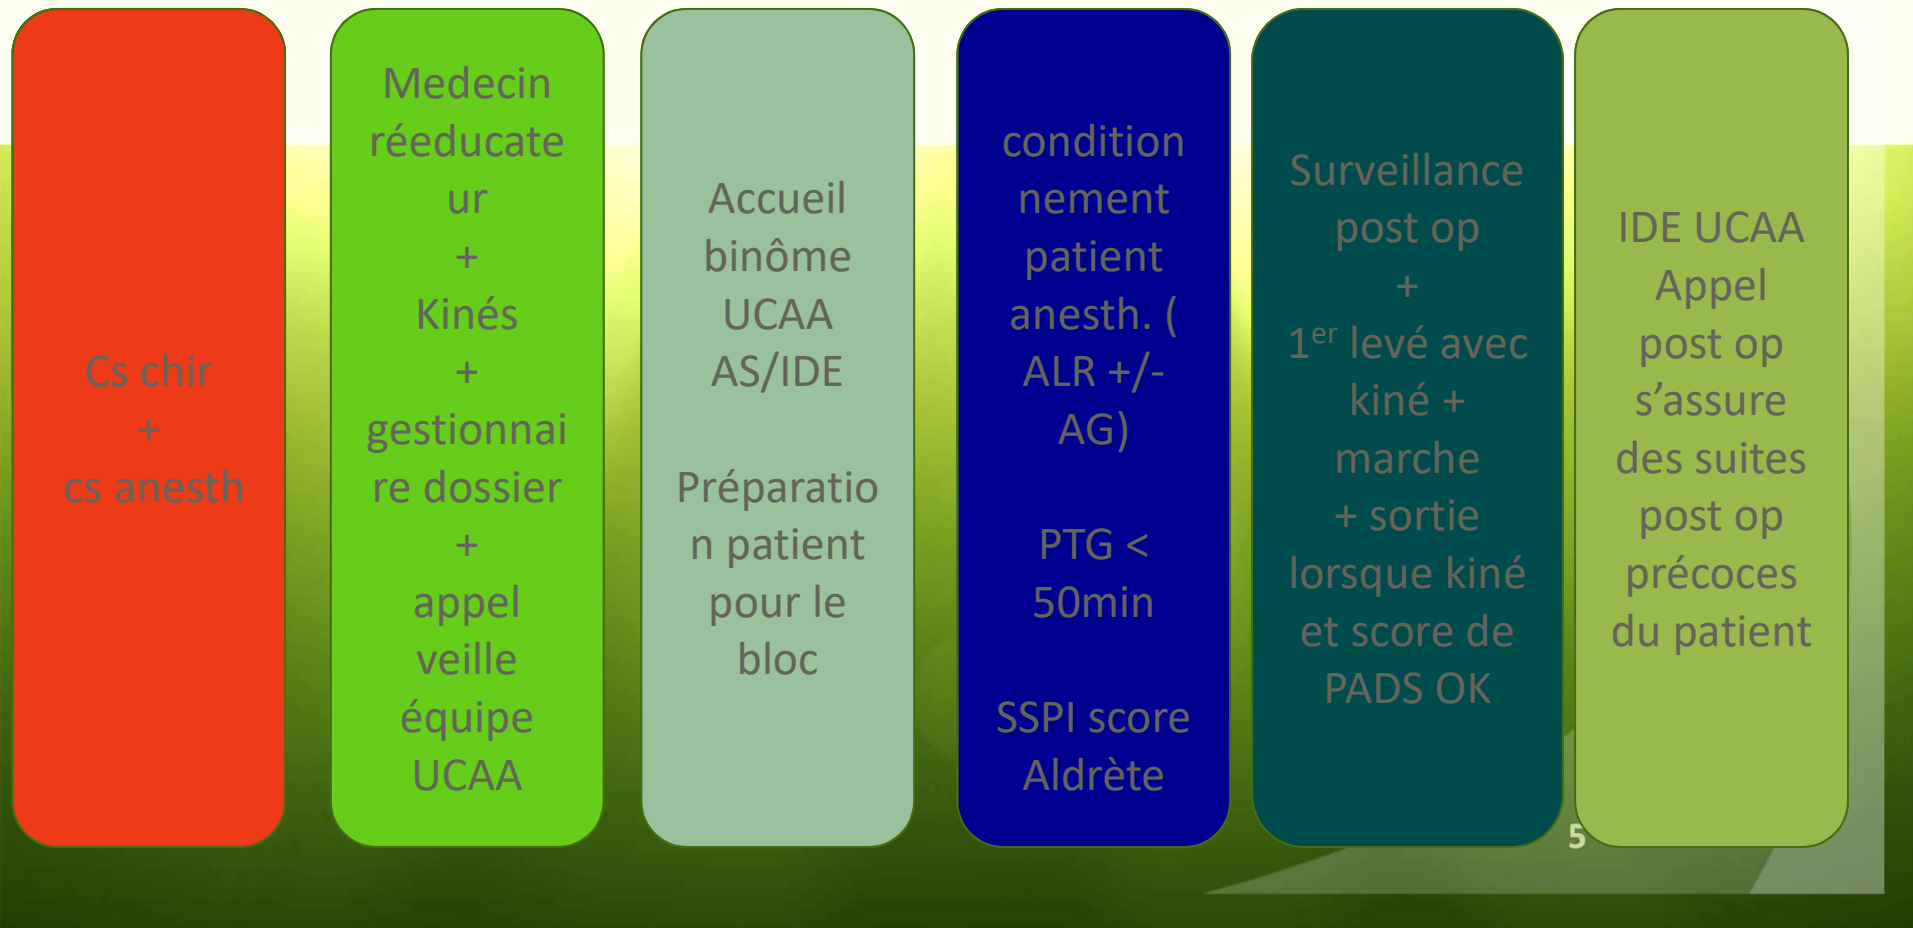 Cs chir
+
cs anesth
Medecin
réeducate
ur
+
Kinés
+
gestionnai
re dossier
+
appel
veille
équipe
UCAA
Accueil
binôme
UCAA
AS/IDE
Préparatio
n patient
pour le
bloc
condition
nement
patient
anesth. (
ALR +/-
AG)
PTG <
50min
SSPI score
Aldrète
Surveillance
post op
+
1er levé avec
kiné +
marche
+ sortie
lorsque kiné
et score de
PADS OK
IDE UCAA
Appel
post op
s’assure
des suites
post op
précoces
du patient
5